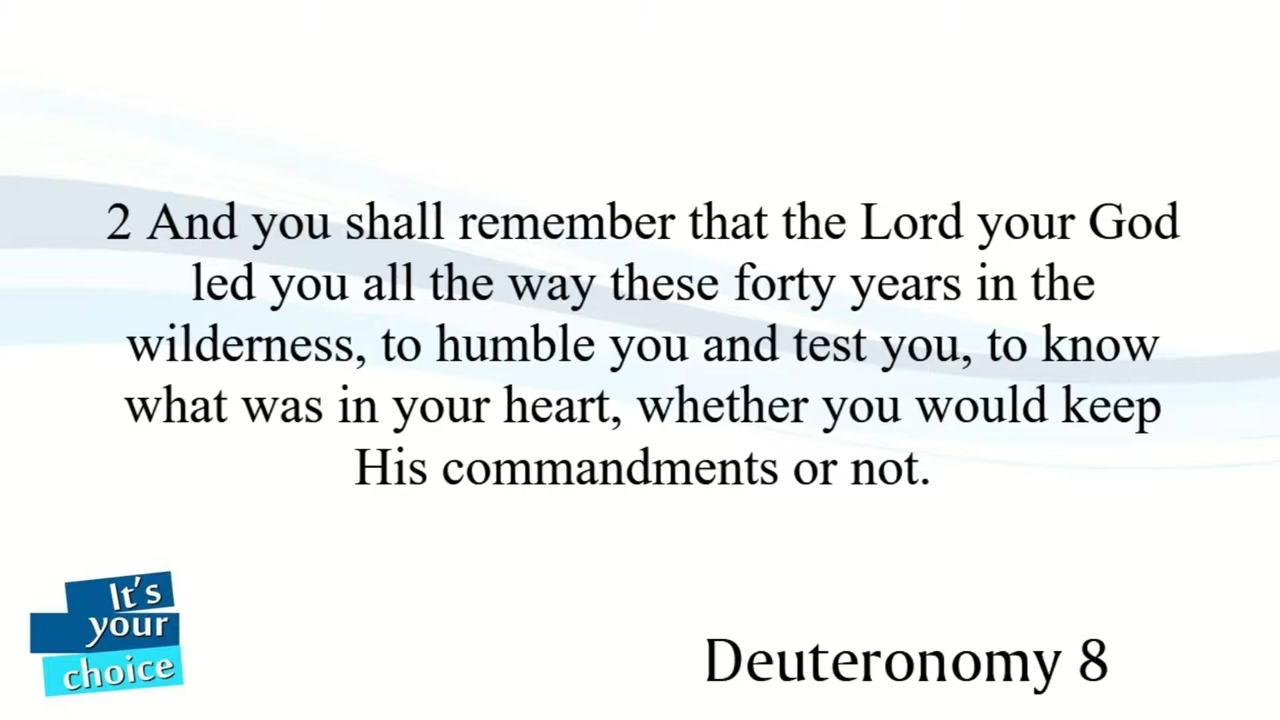 2 And you shall remember that the Lord your God
led you all the way these forty years in the
wilderness, to humble you and test you, to know
what was in your heart, whether you would keep
His commandments or not.
It's
your
choice
Deuteronomy 8